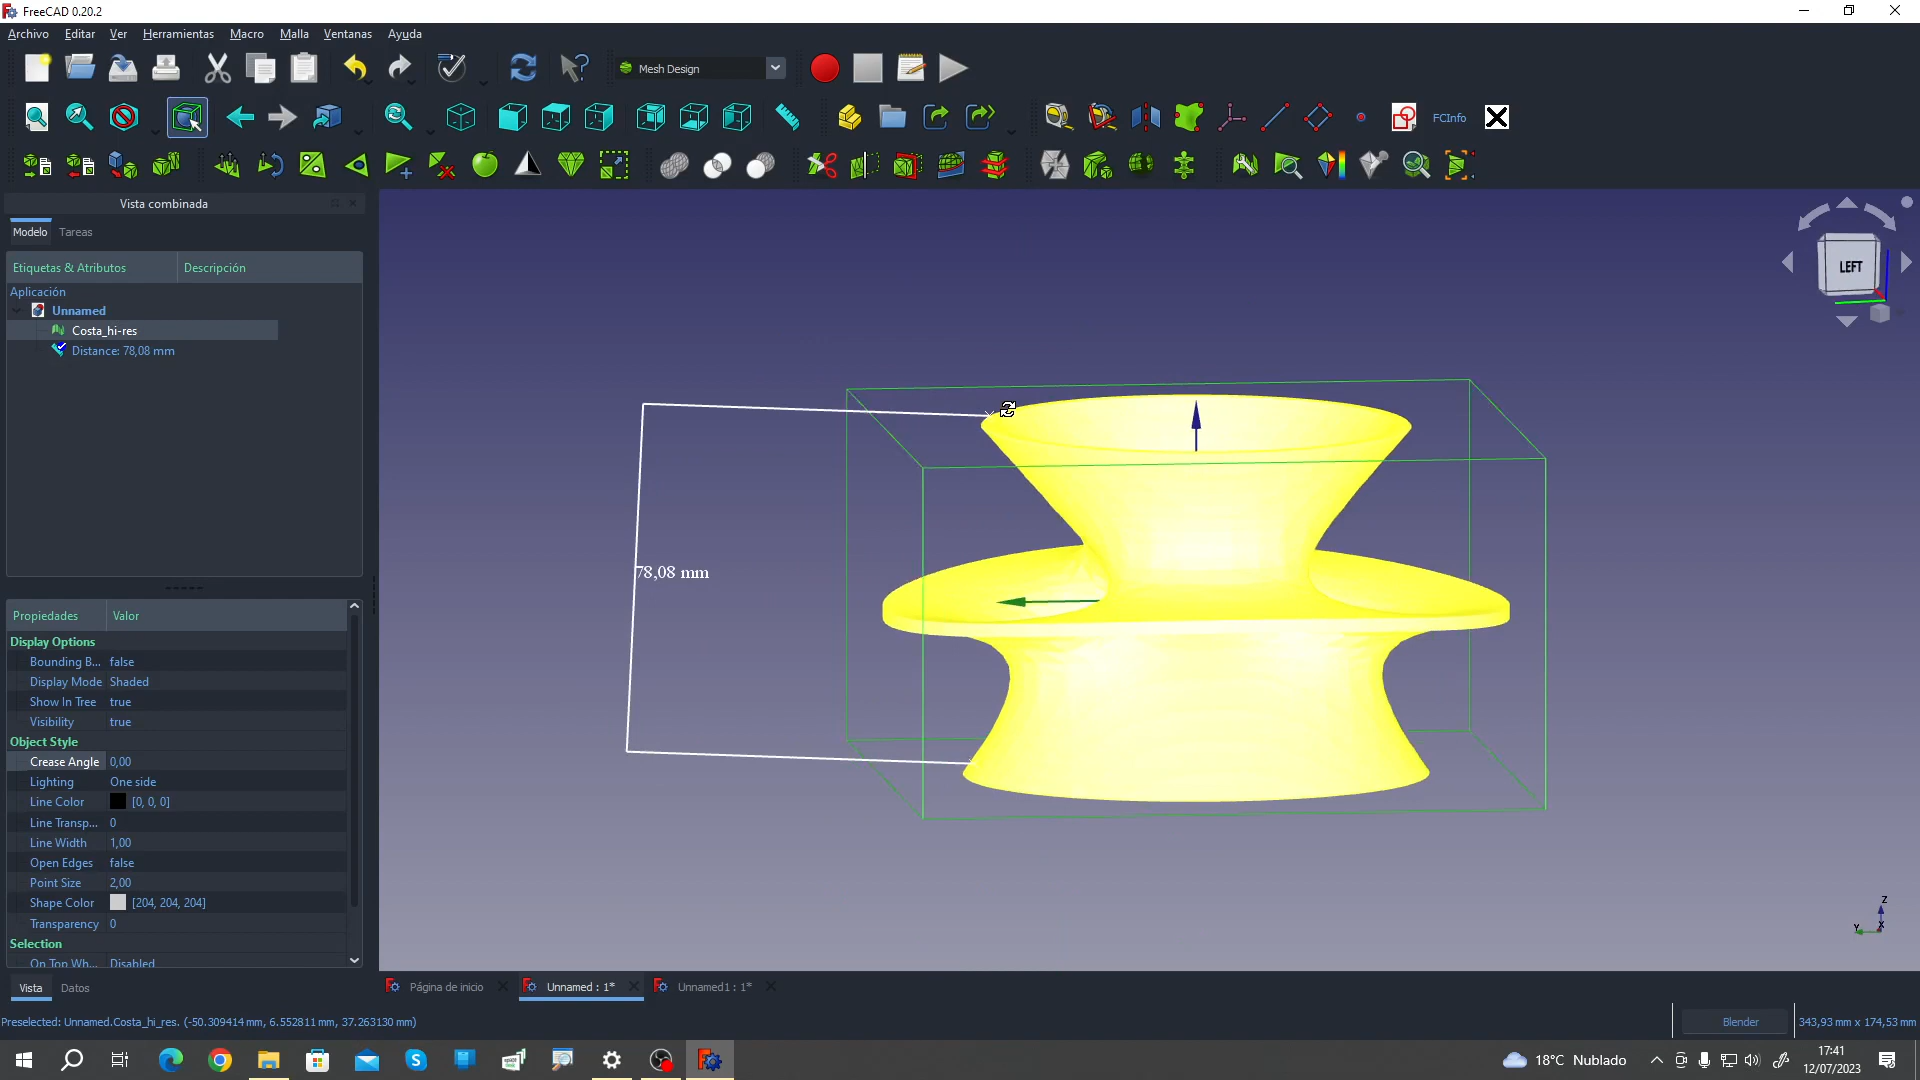 FreeCAD 0.20.2
Archivo Editar Ver Herramientas Macro Malla Ventanas Ayuda
Mesh Design
FCInfo
Vista combinada
Modelo Tareas
Etiquetas & Atributos Descripción
Aplicación
Unnamed
Costa_hi-res
Distance: 78,08 mm
LEFT
78,08 mm
Propiedades Valor
Display Options
Bounding B... false
Display Mode Shaded
Show In Tree true
Visibility true
Object Style
Crease Angle 0,00
Lighting One side
Line Color [0, 0, 0]
Line Transp... 0
Line Width 1,00
Open Edges false
Point Size 2,00
Shape Color [204, 204, 204]
Transparency 0
Selection
On Top Wh... Disabled
Z
Y X
Vista Datos
Página de inicio Unnamed : 1* Unnamed1 : 1*
Preselected: Unnamed.Costa_hi_res. (-50.309414 mm, 6.552811 mm, 37.263130 mm)
Blender 343,93 mm x 174,53 mm
18°C Nublado
17:41
12/07/2023